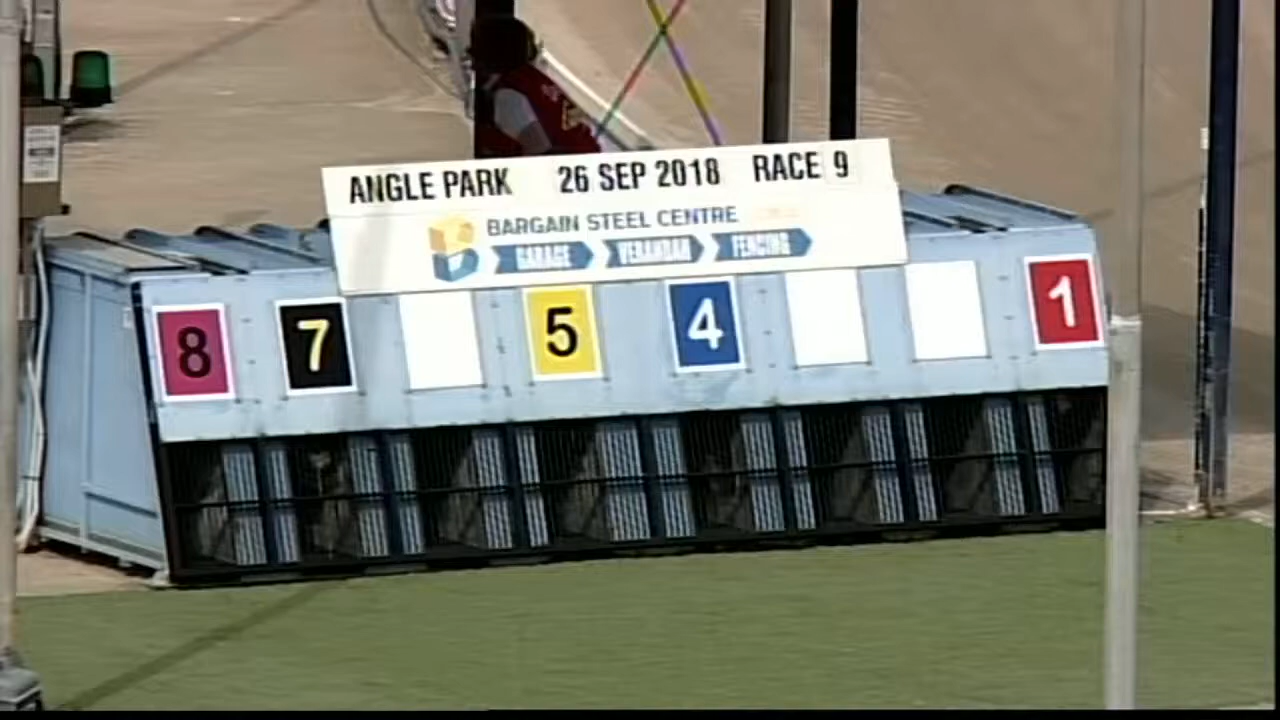 ANGLE PARK 26 SEP 2018 RACE 9
BARGAIN STEEL CENTRE
GARAGE VERANDAH FENCING
8 7 5 4 1